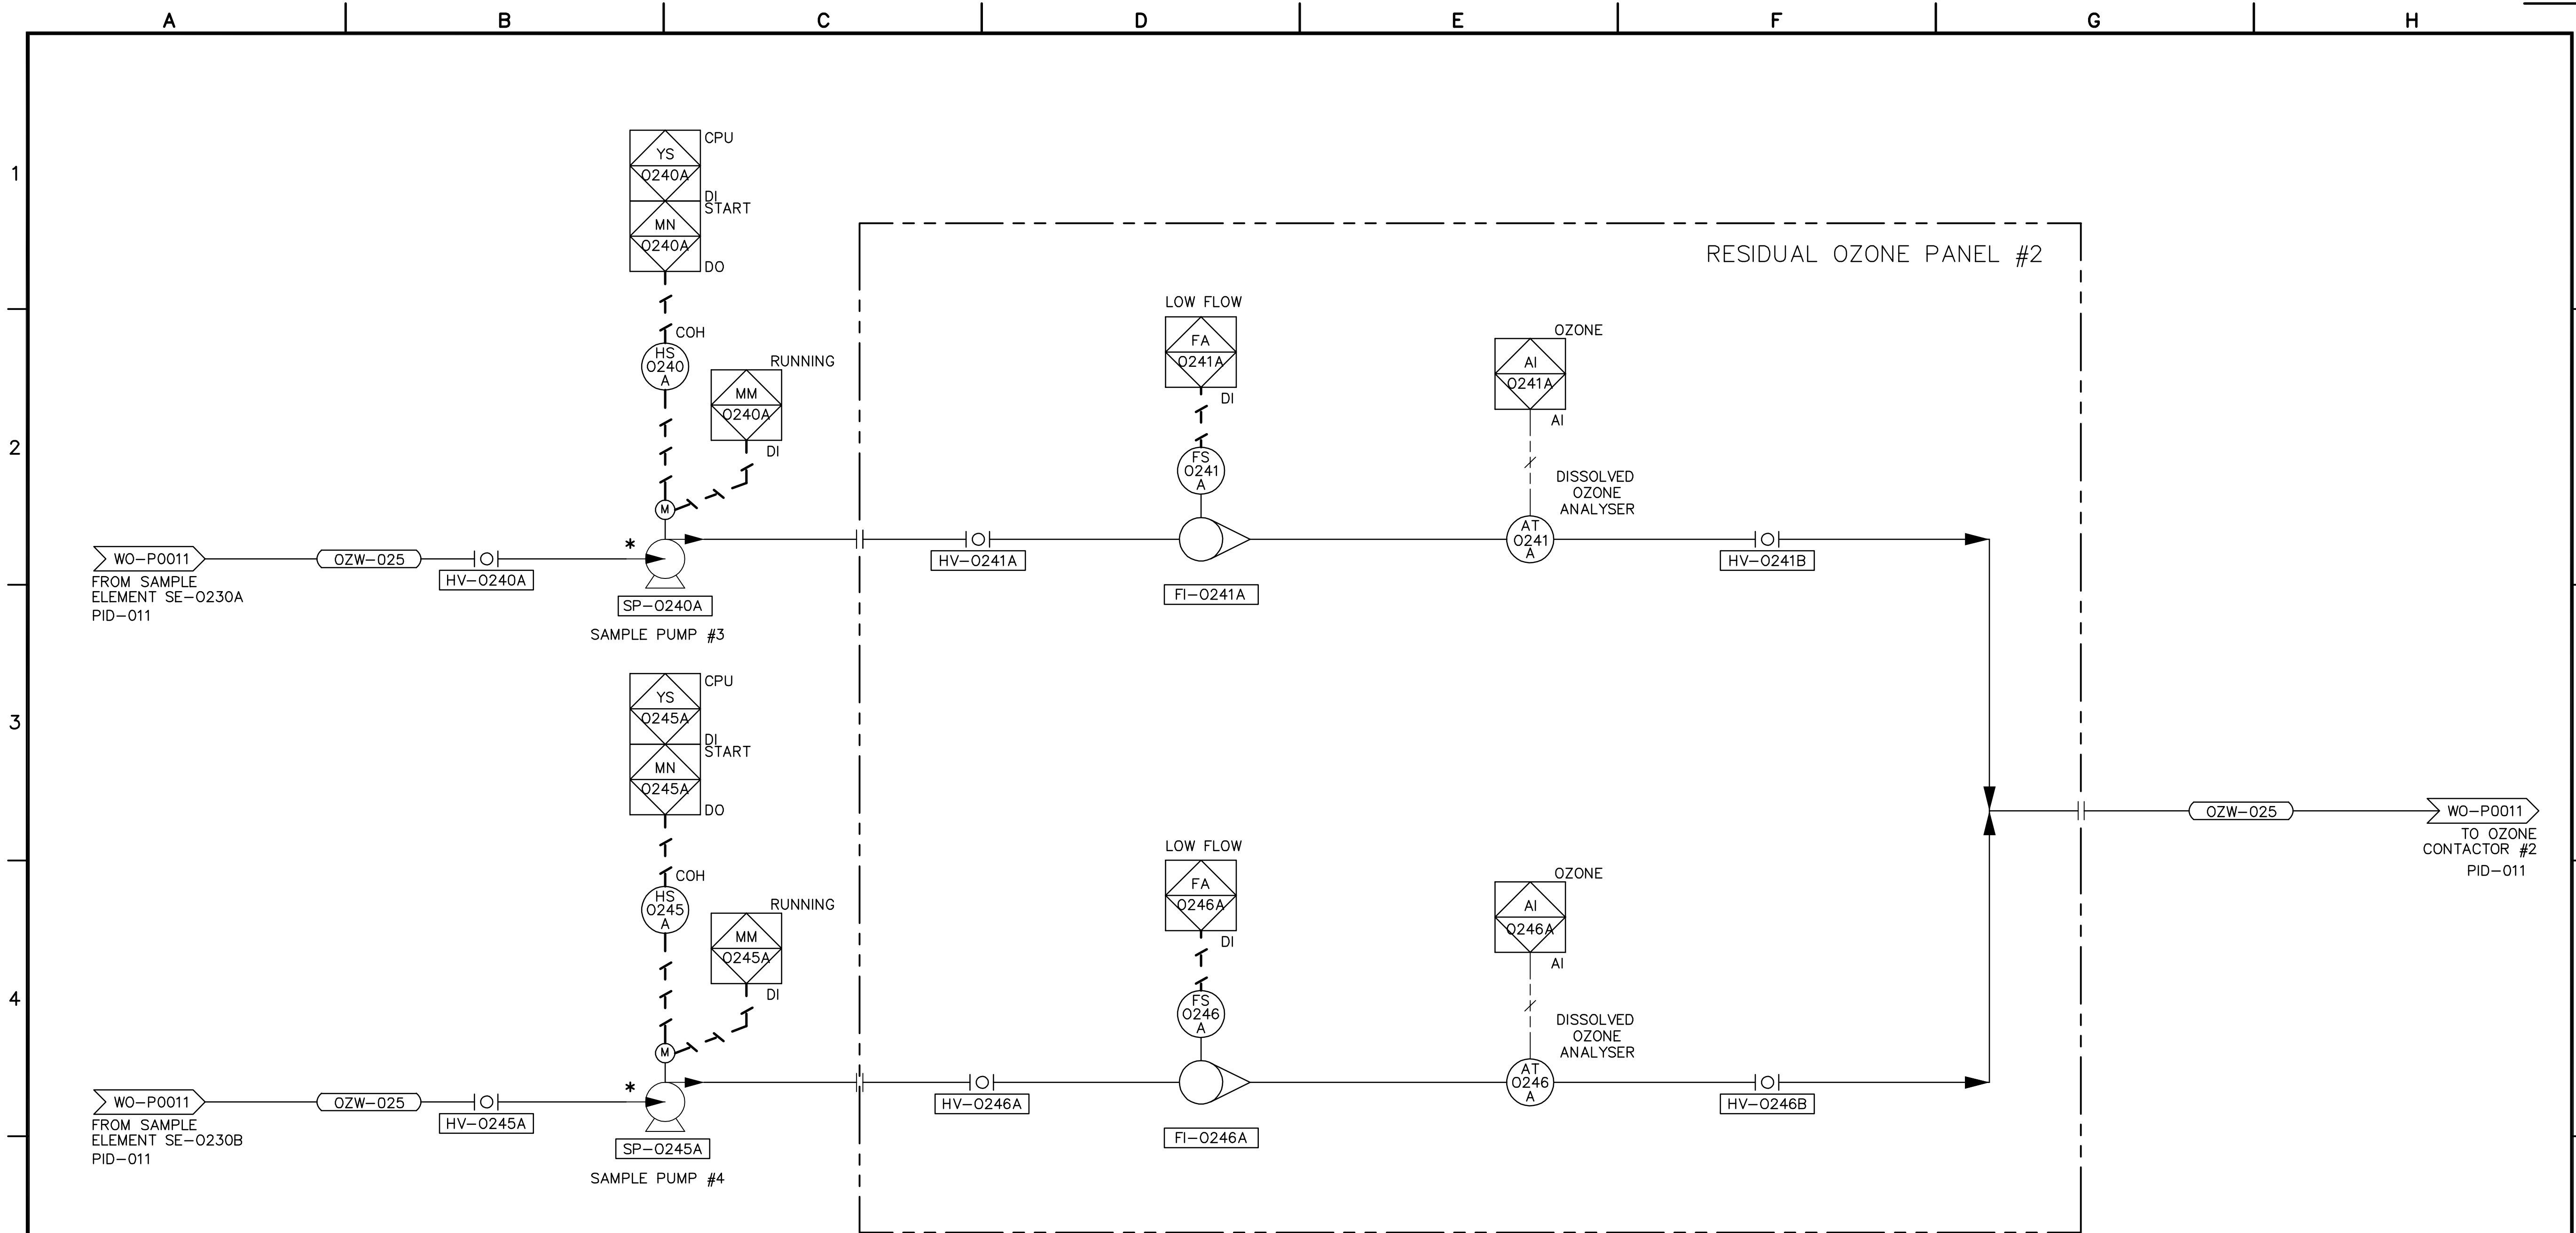 A B C D E F G H
1
2
3
4
CPU
YS
0240A
DI
START
MN
0240A
DO
COH
HS
0240
A
RUNNING
MM
0240A
DI
M
*
WO-P0011
FROM SAMPLE
ELEMENT SE-0230A
PID-011
OZW-025
HV-0240A
SP-0240A
SAMPLE PUMP #3
RESIDUAL OZONE PANEL #2
LOW FLOW
FA
0241A
DI
FS
0241
A
HV-0241A
FI-0241A
OZONE
AI
0241A
AI
DISSOLVED
OZONE
ANALYSER
AT
0241
A
HV-0241B
CPU
YS
0245A
DI
START
MN
0245A
DO
COH
HS
0245
A
RUNNING
MM
0245A
DI
M
*
WO-P0011
FROM SAMPLE
ELEMENT SE-0230B
PID-011
OZW-025
HV-0245A
SP-0245A
SAMPLE PUMP #4
LOW FLOW
FA
0246A
DI
FS
0246
A
HV-0246A
FI-0246A
OZONE
AI
0246A
AI
DISSOLVED
OZONE
ANALYSER
AT
0246
A
HV-0246B
OZW-025
WO-P0011
TO OZONE
CONTACTOR #2
PID-011